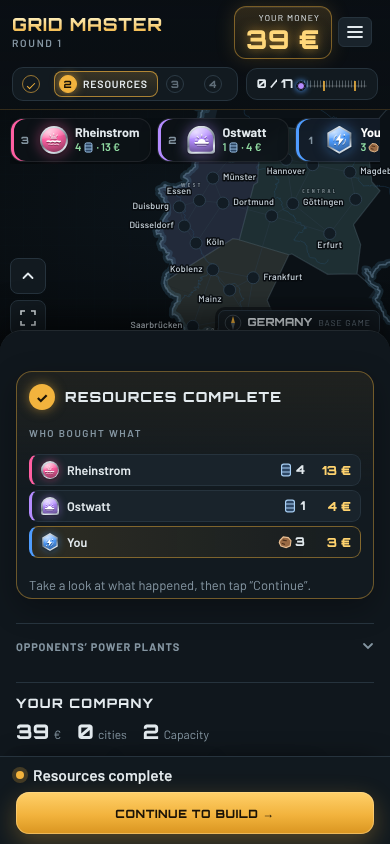 GRID MASTER
ROUND 1
YOUR MONEY
39 €
2 RESOURCES 3 4
0 / 17
3 Rheinstrom
4 · 13 €
2 Ostwatt
1 · 4 €
1 You
3
WEST
CENTRAL
Hannover
Magdeb
Münster
Essen
Duisburg
Dortmund
Göttingen
Düsseldorf
Köln
Erfurt
Koblenz
Frankfurt
Mainz
Saarbrücken
GERMANY BASE GAME
RESOURCES COMPLETE
WHO BOUGHT WHAT
Rheinstrom 4 13 €
Ostwatt 1 4 €
You 3 3 €
Take a look at what happened, then tap “Continue”.
OPPONENTS’ POWER PLANTS
YOUR COMPANY
39 € 0 cities 2 Capacity
Resources complete
CONTINUE TO BUILD →